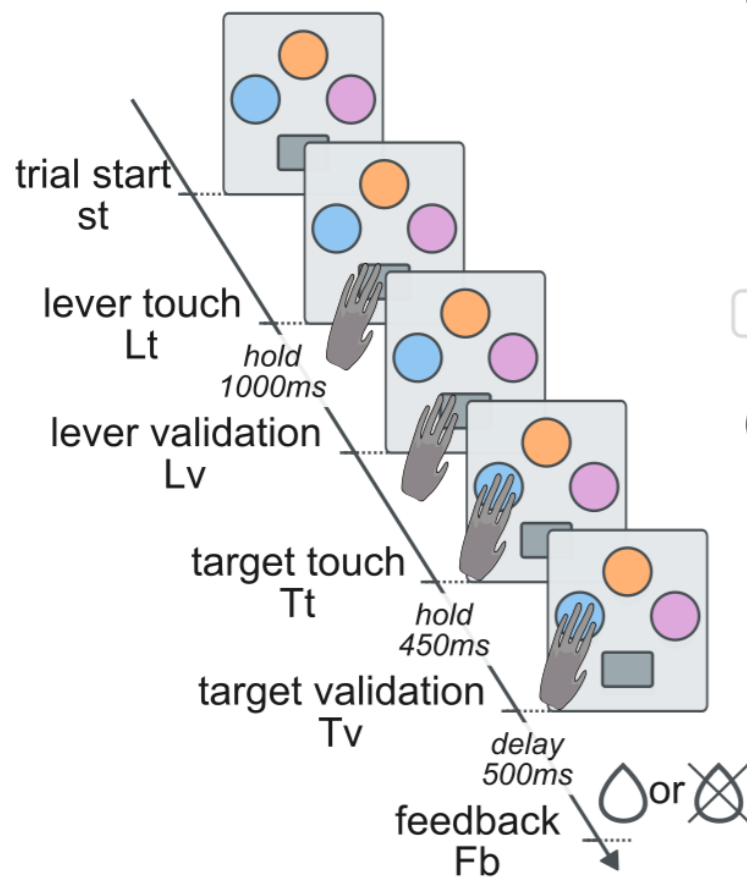 trial start
st
lever touch
Lt
hold
1000ms
lever validation
Lv
target touch
Tt
hold
450ms
target validation
Tv
delay
500ms
or
feedback
Fb